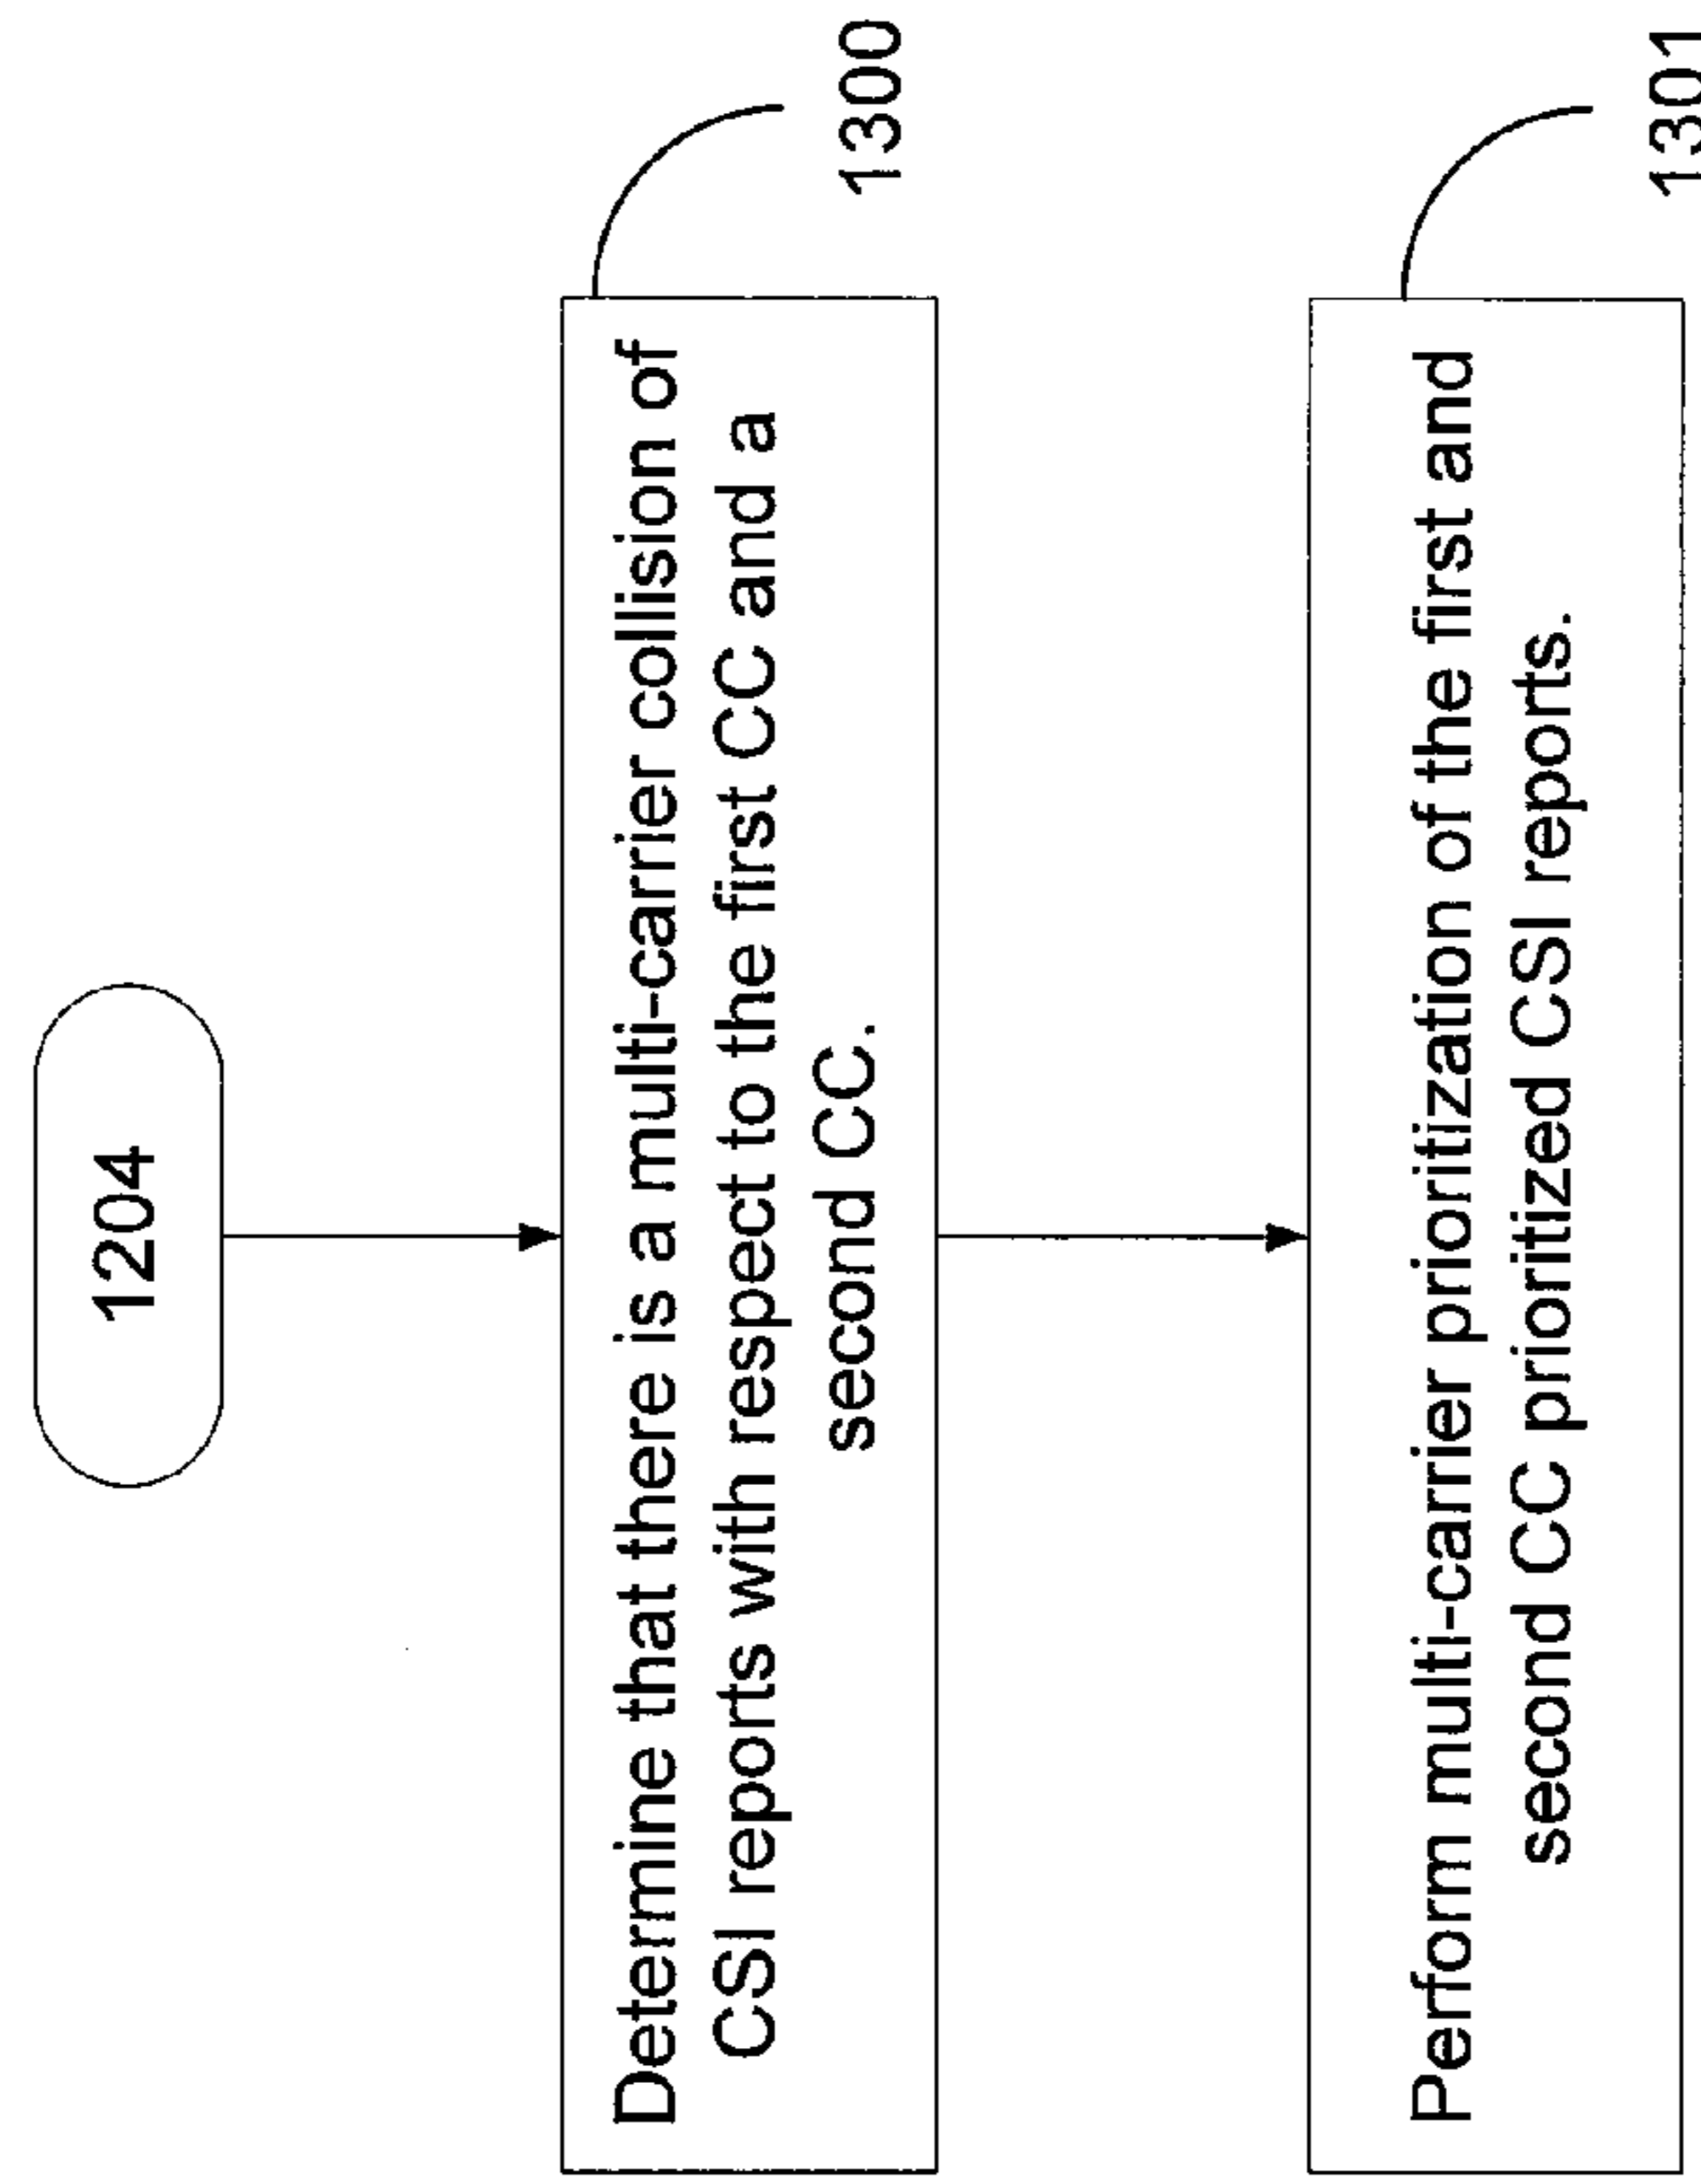 1204
Determine that there is a multi-carrier collision of
CSI reports with respect to the first CC and a
second CC.
1300
Perform multi-carrier prioritization of the first and
second CC prioritized CSI reports.
1301